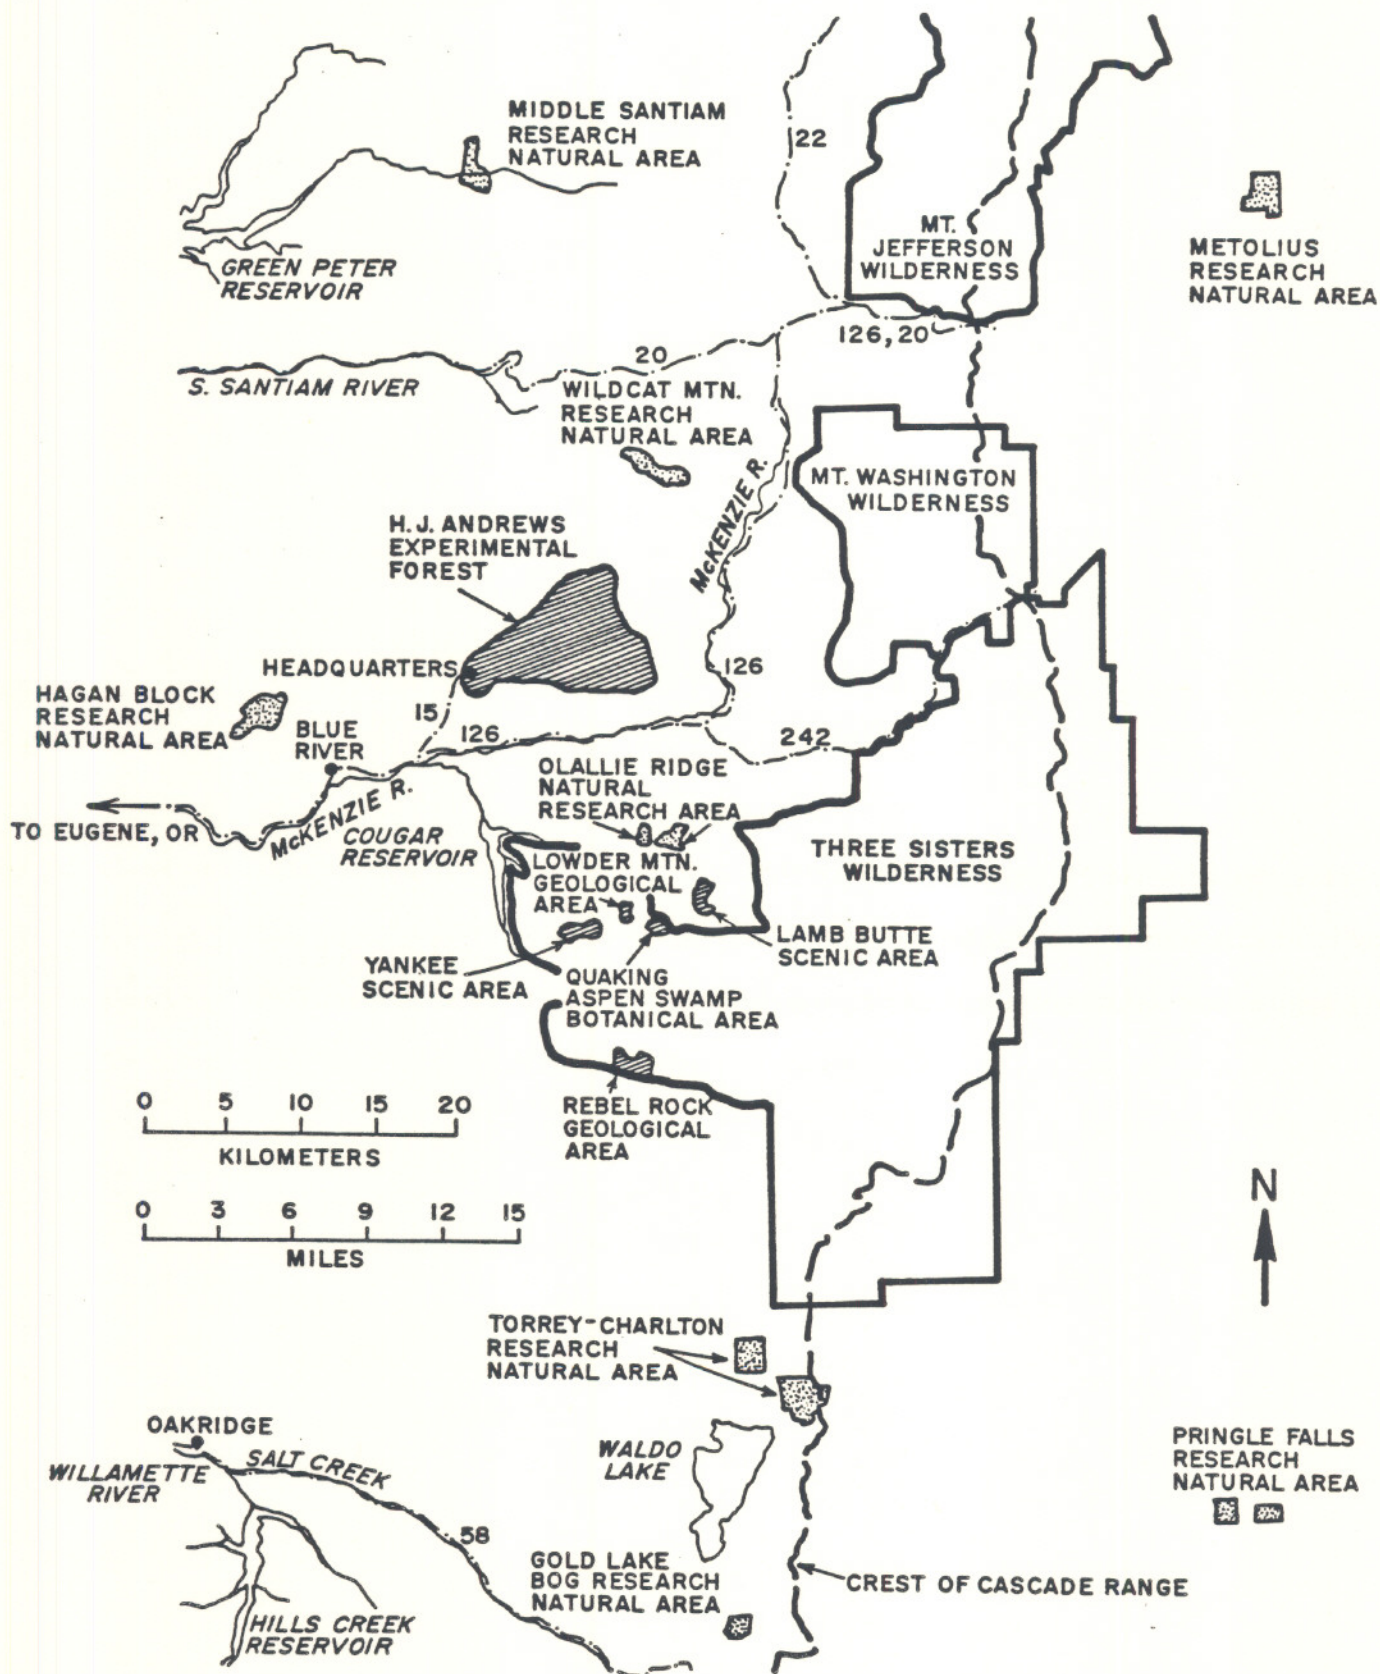 MIDDLE SANTIAM
RESEARCH
NATURAL AREA
22
MT.
JEFFERSON
WILDERNESS
METOLIUS
RESEARCH
NATURAL AREA
GREEN PETER
RESERVOIR
126,20
20
S. SANTIAM RIVER
WILDCAT MTN.
RESEARCH
NATURAL AREA
McKENZIE R.
MT. WASHINGTON
WILDERNESS
H.J. ANDREWS
EXPERIMENTAL
FOREST
HEADQUARTERS
126
HAGAN BLOCK
RESEARCH
NATURAL AREA
15
BLUE
RIVER
126
242
OLALLIE RIDGE
NATURAL
RESEARCH AREA
TO EUGENE, OR
McKENZIE R.
COUGAR
RESERVOIR
LOWDER MTN.
GEOLOGICAL
AREA
THREE SISTERS
WILDERNESS
LAMB BUTTE
SCENIC AREA
YANKEE
SCENIC AREA
QUAKING
ASPEN SWAMP
BOTANICAL AREA
REBEL ROCK
GEOLOGICAL
AREA
0 5 10 15 20
KILOMETERS
0 3 6 9 12 15
MILES
N
TORREY-CHARLTON
RESEARCH
NATURAL AREA
OAKRIDGE
WILLAMETTE
RIVER
SALT CREEK
WALDO
LAKE
PRINGLE FALLS
RESEARCH
NATURAL AREA
58
GOLD LAKE
BOG RESEARCH
NATURAL AREA
CREST OF CASCADE RANGE
HILLS CREEK
RESERVOIR